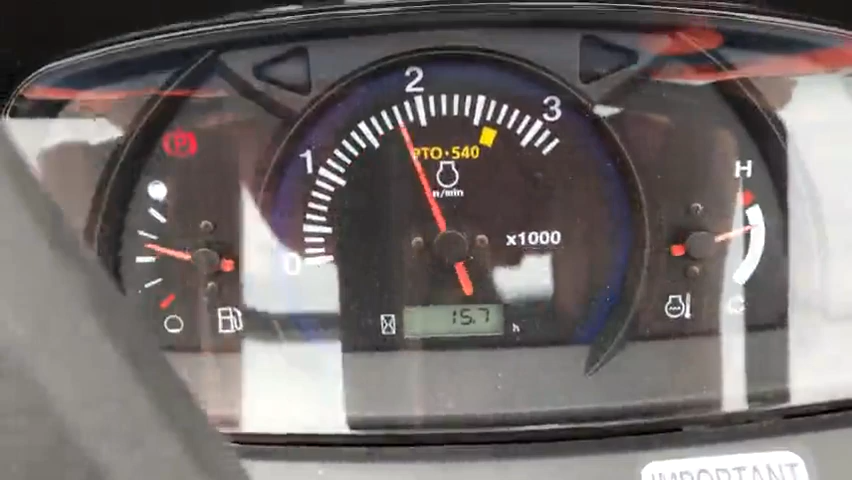 2
3
1
0
(P)
PTO•540
n/min
x1000
H
C
15.7
h
IMPORTANT